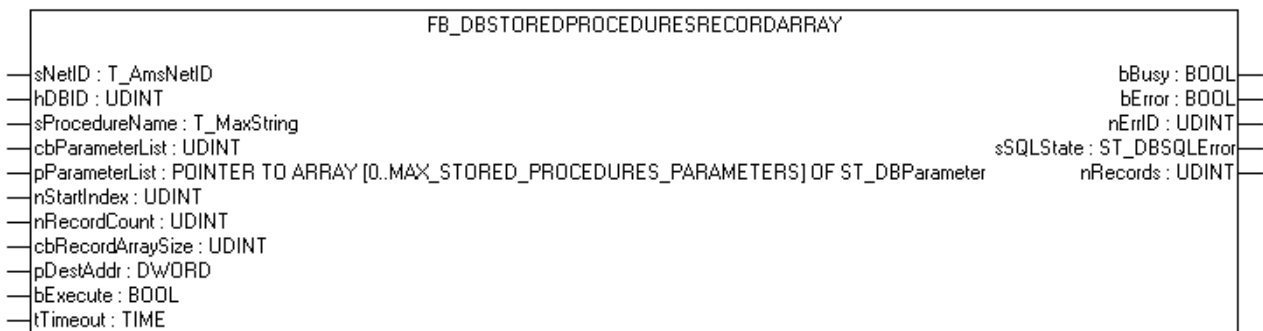 FB_DBSTOREDPROCEDURESRECORDARRAY
sNetID : T_AmsNetID
bBusy : BOOL
hDBID : UDINT
bError : BOOL
sProcedureName : T_MaxString
nErrID : UDINT
cbParameterList : UDINT
sSQLState : ST_DBSQLError
pParameterList : POINTER TO ARRAY [0..MAX_STORED_PROCEDURES_PARAMETERS] OF ST_DBParameter
nRecords : UDINT
nStartIndex : UDINT
nRecordCount : UDINT
cbRecordArraySize : UDINT
pDestAddr : DWORD
bExecute : BOOL
tTimeout : TIME